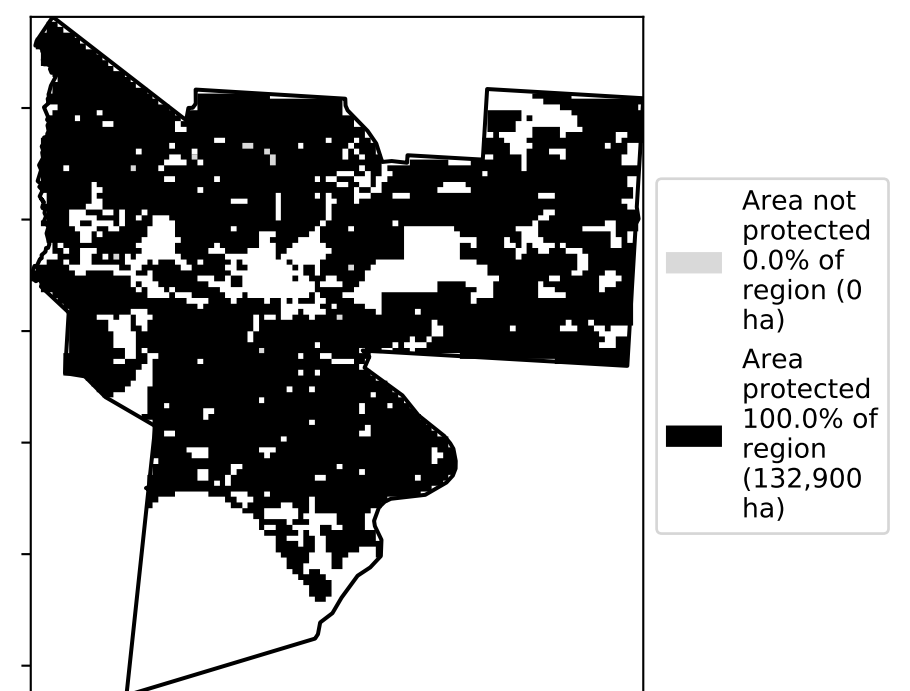 Area not
protected
0.0% of
region (0
ha)
Area
protected
100.0% of
region
(132,900
ha)